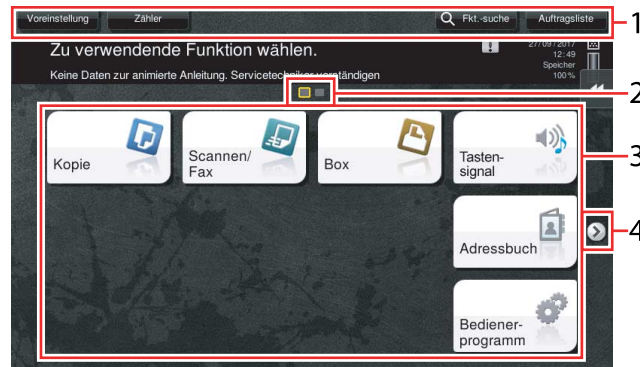 Voreinstellung Zähler Fkt.-suche Auftragsliste 1
Zu verwendende Funktion wählen.
27/09/2017
12:49
Speicher
100%
Keine Daten zur animierte Anleitung. Servicetechniker verständigen
2
Kopie
Scannen/
Fax
Box
Tasten-
signal
3
4
Adressbuch
Bediener-
programm